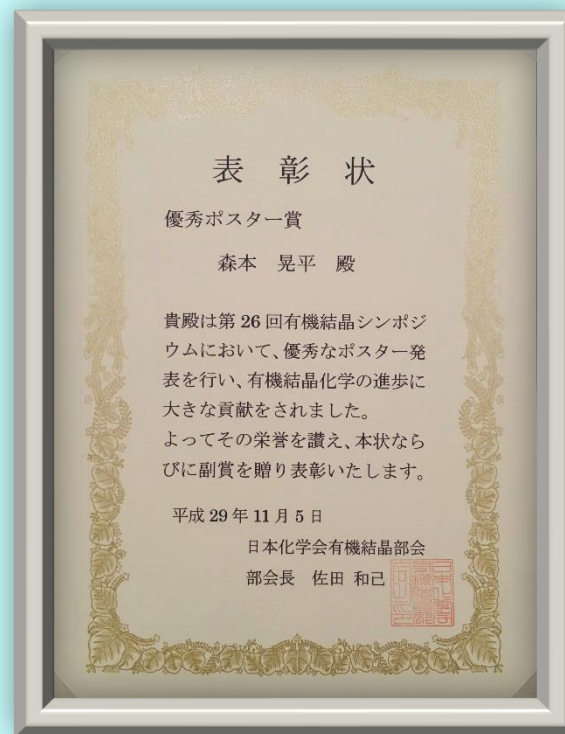 表 彰 状
優秀ポスター賞
森本 晃平 殿
貴殿は第26回有機結晶シンポジ
ウムにおいて、優秀なポスター発
表を行い、有機結晶化学の進歩に
大きな貢献をされました。
よってその栄誉を讃え、本状なら
びに副賞を贈り表彰いたします。
平成29年11月5日
日本化学会有機結晶部会
部会長 佐田 和己